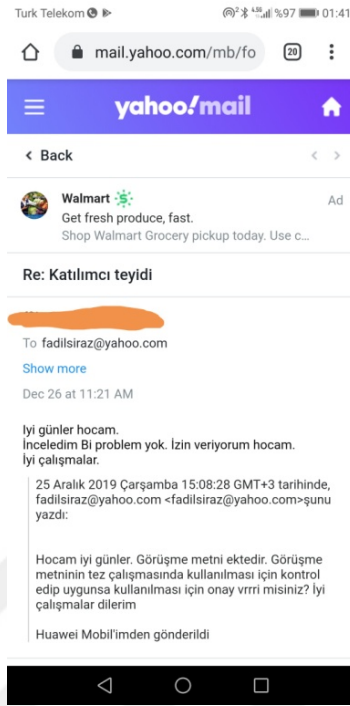 Turk Telekom %97 01:41
mail.yahoo.com/mb/fo 20
yahoo!mail
< Back < >
Walmart Ad
Get fresh produce, fast.
Shop Walmart Grocery pickup today. Use c...
Re: Katılımcı teyidi
To fadilsiraz@yahoo.com
Show more
Dec 26 at 11:21 AM
Iyi günler hocam.
İnceledim Bi problem yok. İzin veriyorum hocam.
İyi çalışmalar.
25 Aralık 2019 Çarşamba 15:08:28 GMT+3 tarihinde,
fadilsiraz@yahoo.com <fadilsiraz@yahoo.com>şunu
yazdı:
Hocam iyi günler. Görüşme metni ektedir. Görüşme
metninin tez çalışmasında kullanılması için kontrol
edip uygunsa kullanılması için onay vrrri misiniz? İyi
çalışmalar dilerim
Huawei Mobil'imden gönderildi